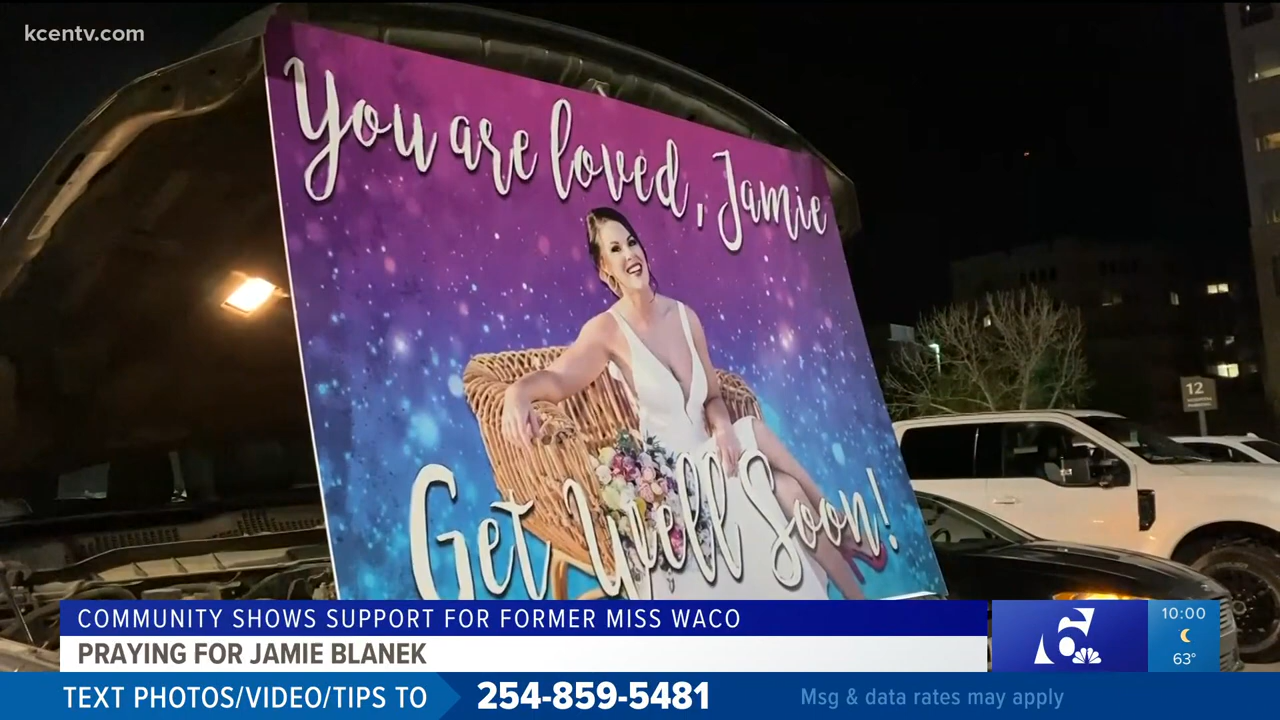 kcentv.com
You are loved, Jamie
Get Well Soon!
12
COMMUNITY SHOWS SUPPORT FOR FORMER MISS WACO
PRAYING FOR JAMIE BLANEK
6
10:00
63°
TEXT PHOTOS/VIDEO/TIPS TO 254-859-5481 Msg & data rates may apply